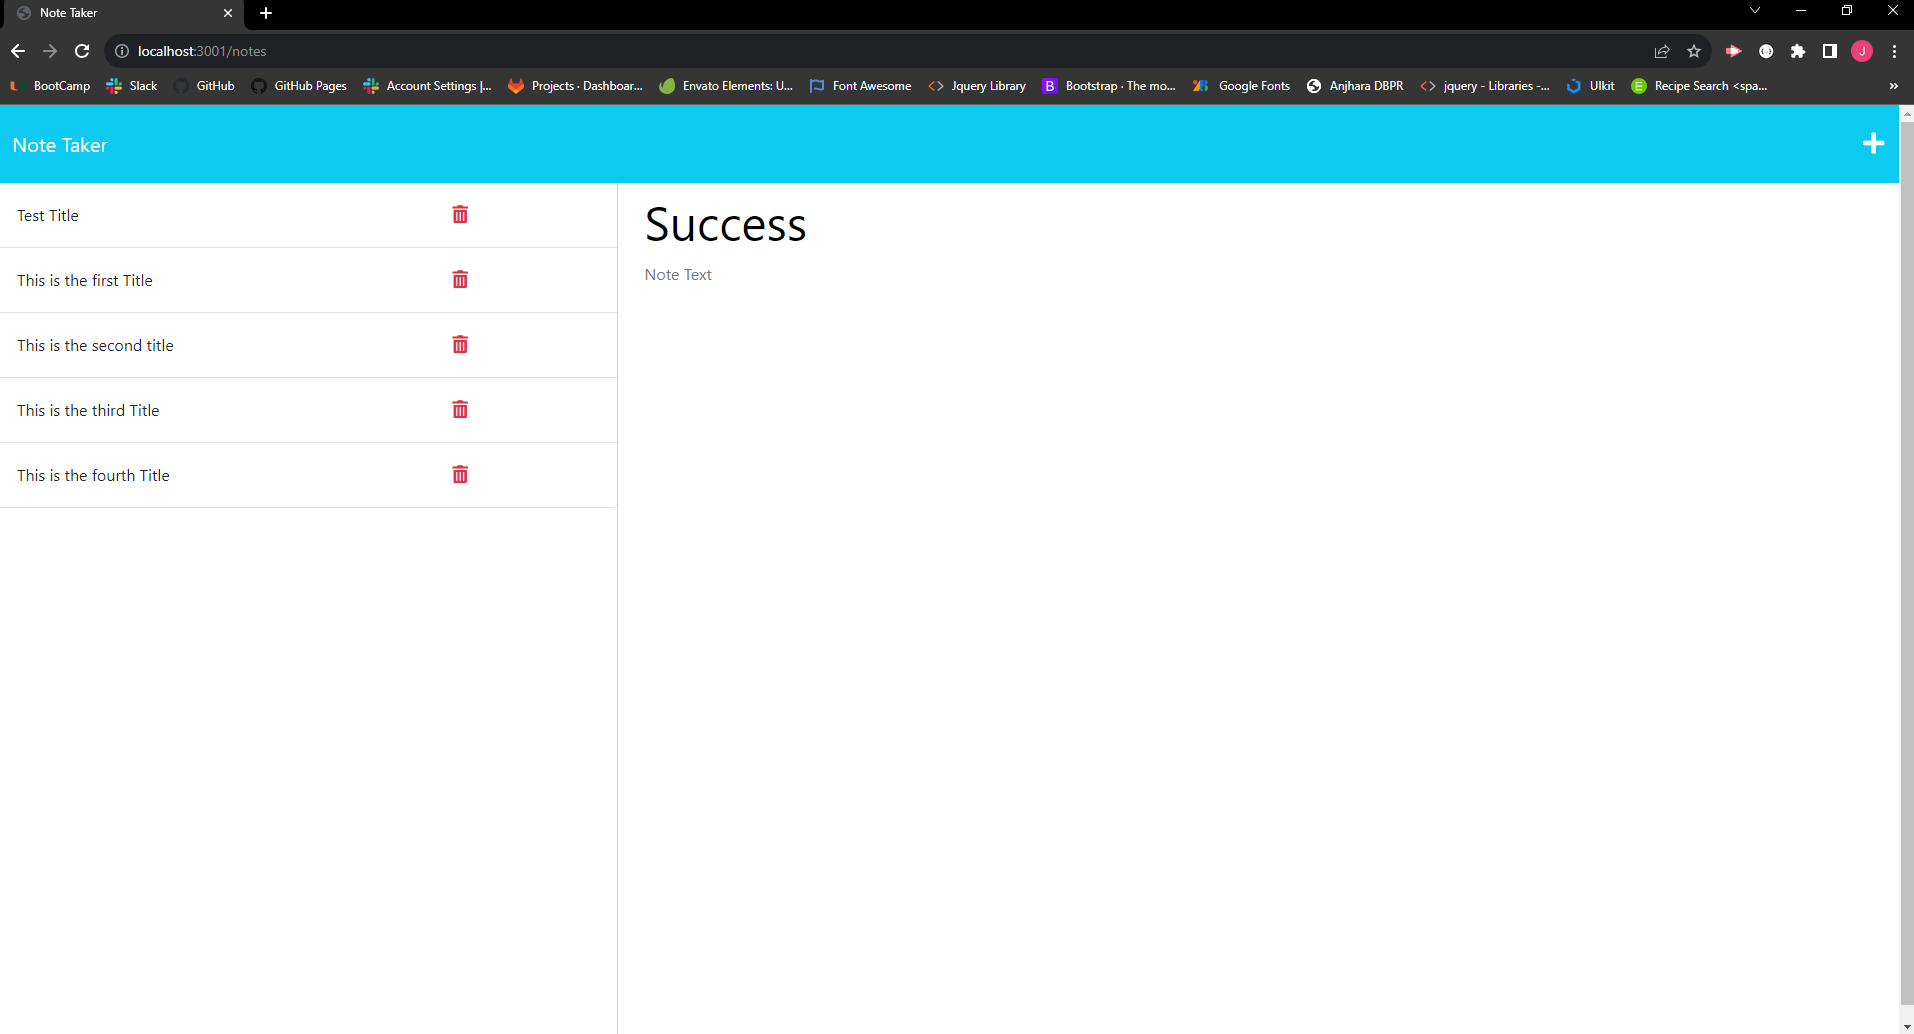 Note Taker
localhost:3001/notes
BootCamp Slack GitHub GitHub Pages Account Settings |... Projects · Dashboar... Envato Elements: U... Font Awesome Jquery Library B Bootstrap · The mo... Google Fonts Anjhara DBPR jquery - Libraries -... UIkit E Recipe Search <spa... »
J
Note Taker
Test Title
This is the first Title
This is the second title
This is the third Title
This is the fourth Title
Success
Note Text